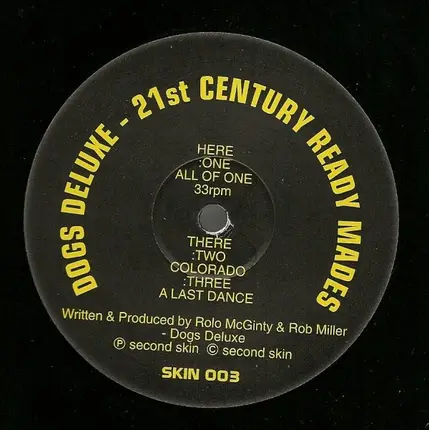 DOGS DELUXE - 21st CENTURY READY MADES
HERE
:ONE
ALL OF ONE
33rpm
THERE
:TWO
COLORADO
:THREE
A LAST DANCE
Written & Produced by Rolo McGinty & Rob Miller
- Dogs Deluxe
℗ second skin © second skin
SKIN 003